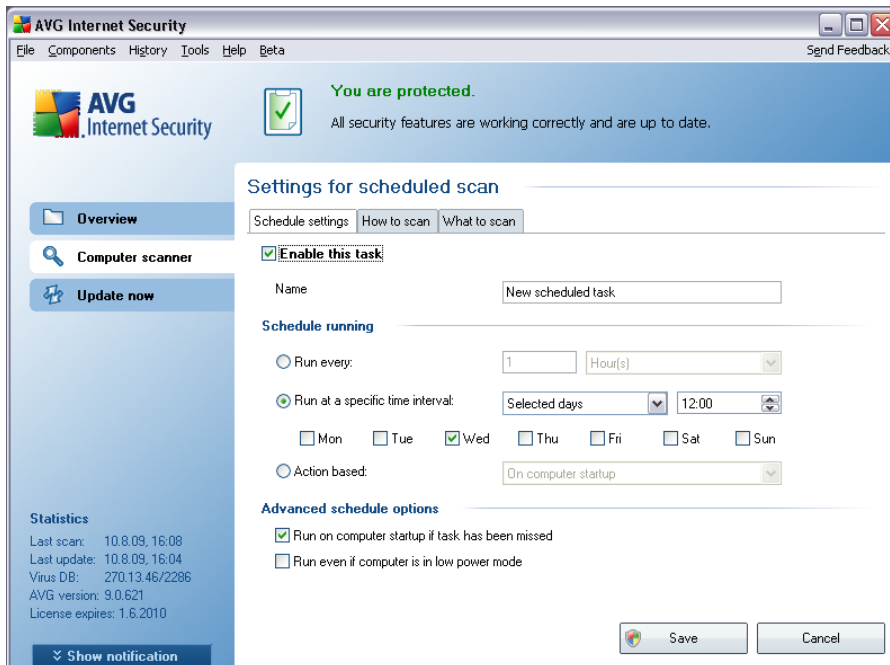 AVG Internet Security
File Components History Tools Help Beta Send Feedback
AVG
Internet Security
You are protected.
All security features are working correctly and are up to date.
Overview
Computer scanner
Update now
Settings for scheduled scan
Schedule settings How to scan What to scan
Enable this task
Name New scheduled task
Schedule running
Run every: 1 Hour(s)
Run at a specific time interval: Selected days 12:00
Mon Tue Wed Thu Fri Sat Sun
Action based: On computer startup
Advanced schedule options
Run on computer startup if task has been missed
Run even if computer is in low power mode
Statistics
Last scan: 10.8.09, 16:08
Last update: 10.8.09, 16:04
Virus DB: 270.13.46/2286
AVG version: 9.0.621
License expires: 1.6.2010
Show notification
Save Cancel